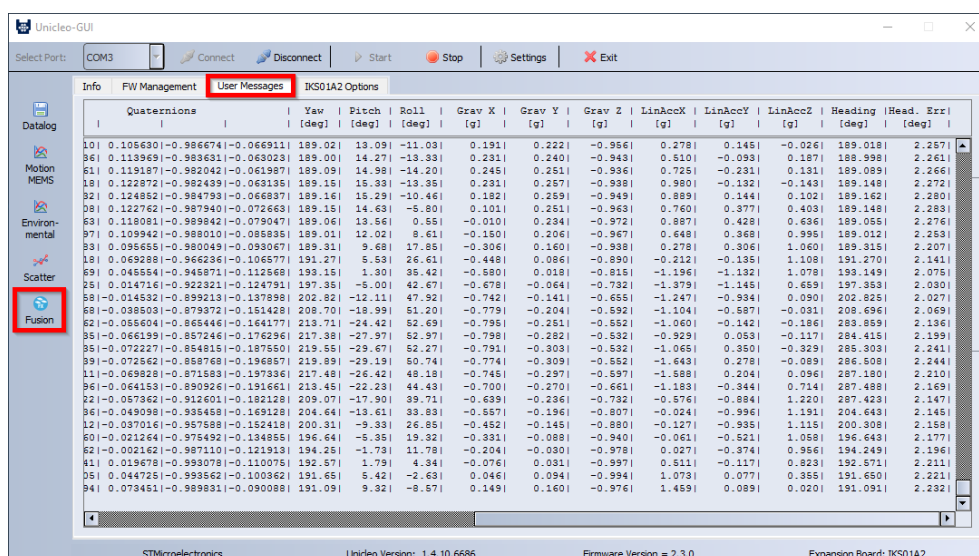 Unicleo-GUI
Select Port: COM3 Connect Disconnect Start Stop Settings Exit
Info FW Management User Messages IKS01A2 Options
Datalog
Motion MEMS
Environ-mental
Scatter
Fusion
Quaternions | Yaw | Pitch | Roll | Grav X | Grav Y | Grav Z | LinAccX | LinAccY | LinAccZ | Heading |Head. Err|
| | | [deg] | [deg] | [deg] | [g] | [g] | [g] | [g] | [g] | [g] | [deg] | [deg] |
10| 0.105630|-0.986674|-0.066911| 189.02| 13.09| -11.03| 0.191| 0.222| -0.956| 0.278| 0.145| -0.026| 189.018| 2.257|
36| 0.113969|-0.983631|-0.063023| 189.00| 14.27| -13.33| 0.231| 0.240| -0.943| 0.510| -0.093| 0.187| 188.998| 2.261|
61| 0.119187|-0.982042|-0.061987| 189.09| 14.98| -14.20| 0.245| 0.251| -0.936| 0.725| -0.231| 0.131| 189.089| 2.266|
18| 0.122872|-0.982439|-0.063135| 189.15| 15.33| -13.35| 0.231| 0.257| -0.938| 0.980| -0.132| -0.143| 189.148| 2.272|
32| 0.124852|-0.984793|-0.066837| 189.16| 15.29| -10.46| 0.182| 0.259| -0.949| 0.889| 0.144| 0.102| 189.162| 2.280|
08| 0.122762|-0.987940|-0.072663| 189.15| 14.63| -5.80| 0.101| 0.251| -0.963| 0.760| 0.377| 0.403| 189.148| 2.283|
63| 0.118081|-0.989842|-0.079047| 189.06| 13.56| 0.55| -0.010| 0.234| -0.972| 0.887| 0.428| 0.636| 189.055| 2.276|
97| 0.109942|-0.988010|-0.085835| 189.01| 12.02| 8.61| -0.150| 0.206| -0.967| 0.648| 0.368| 0.995| 189.012| 2.253|
83| 0.095655|-0.980049|-0.093067| 189.31| 9.68| 17.85| -0.306| 0.160| -0.938| 0.278| 0.306| 1.060| 189.315| 2.207|
18| 0.069288|-0.966236|-0.106577| 191.27| 5.53| 26.61| -0.448| 0.086| -0.890| -0.212| -0.135| 1.108| 191.270| 2.141|
69| 0.045554|-0.945871|-0.112568| 193.15| 1.30| 35.42| -0.580| 0.018| -0.815| -1.196| -1.132| 1.078| 193.149| 2.075|
25| 0.014716|-0.922321|-0.124791| 197.35| -5.00| 42.67| -0.678| -0.064| -0.732| -1.379| -1.145| 0.659| 197.353| 2.030|
58|-0.014532|-0.899213|-0.137898| 202.82| -12.11| 47.92| -0.742| -0.141| -0.655| -1.247| -0.934| 0.090| 202.825| 2.027|
68|-0.038503|-0.879372|-0.151428| 208.70| -18.99| 51.20| -0.779| -0.204| -0.592| -1.104| -0.587| -0.031| 208.696| 2.069|
62|-0.055604|-0.865446|-0.164177| 213.71| -24.42| 52.69| -0.795| -0.251| -0.552| -1.060| -0.142| -0.186| 283.859| 2.136|
35|-0.066199|-0.857246|-0.176296| 217.38| -27.97| 52.97| -0.798| -0.282| -0.532| -0.929| 0.053| -0.117| 284.415| 2.199|
35|-0.072227|-0.854815|-0.187550| 219.55| -29.67| 52.27| -0.791| -0.303| -0.532| -1.065| 0.350| -0.329| 285.303| 2.241|
39|-0.072562|-0.858768|-0.196857| 219.89| -29.19| 50.74| -0.774| -0.309| -0.552| -1.643| 0.278| -0.089| 286.508| 2.244|
11|-0.069828|-0.871583|-0.197336| 217.48| -26.42| 48.18| -0.745| -0.297| -0.597| -1.588| 0.204| 0.096| 287.180| 2.210|
96|-0.064153|-0.890926|-0.191661| 213.45| -22.23| 44.43| -0.700| -0.270| -0.661| -1.183| -0.344| 0.714| 287.488| 2.169|
22|-0.057362|-0.912601|-0.182128| 209.07| -17.90| 39.71| -0.639| -0.236| -0.732| -0.576| -0.884| 1.220| 287.423| 2.147|
36|-0.049098|-0.935458|-0.169128| 204.64| -13.61| 33.83| -0.557| -0.196| -0.807| -0.024| -0.996| 1.191| 204.643| 2.145|
12|-0.037016|-0.957588|-0.152418| 200.31| -9.33| 26.85| -0.452| -0.145| -0.880| -0.127| -0.935| 1.115| 200.308| 2.158|
60|-0.021264|-0.975492|-0.134855| 196.64| -5.35| 19.32| -0.331| -0.088| -0.940| -0.061| -0.521| 1.058| 196.643| 2.177|
62|-0.002162|-0.987110|-0.121913| 194.25| -1.73| 11.78| -0.204| -0.030| -0.978| 0.027| -0.374| 0.956| 194.249| 2.196|
41| 0.019678|-0.993078|-0.110075| 192.57| 1.79| 4.34| -0.076| 0.031| -0.997| 0.511| -0.117| 0.823| 192.571| 2.211|
05| 0.044725|-0.993562|-0.100362| 191.65| 5.42| -2.63| 0.046| 0.094| -0.994| 1.073| 0.077| 0.355| 191.650| 2.221|
94| 0.073451|-0.989831|-0.090088| 191.09| 9.32| -8.57| 0.149| 0.160| -0.976| 1.459| 0.089| 0.020| 191.091| 2.232|
STMicroelectronics Unicleo Version: 1.4.10.6686 Firmware Version = 2.3.0 Expansion Board: IKS01A2